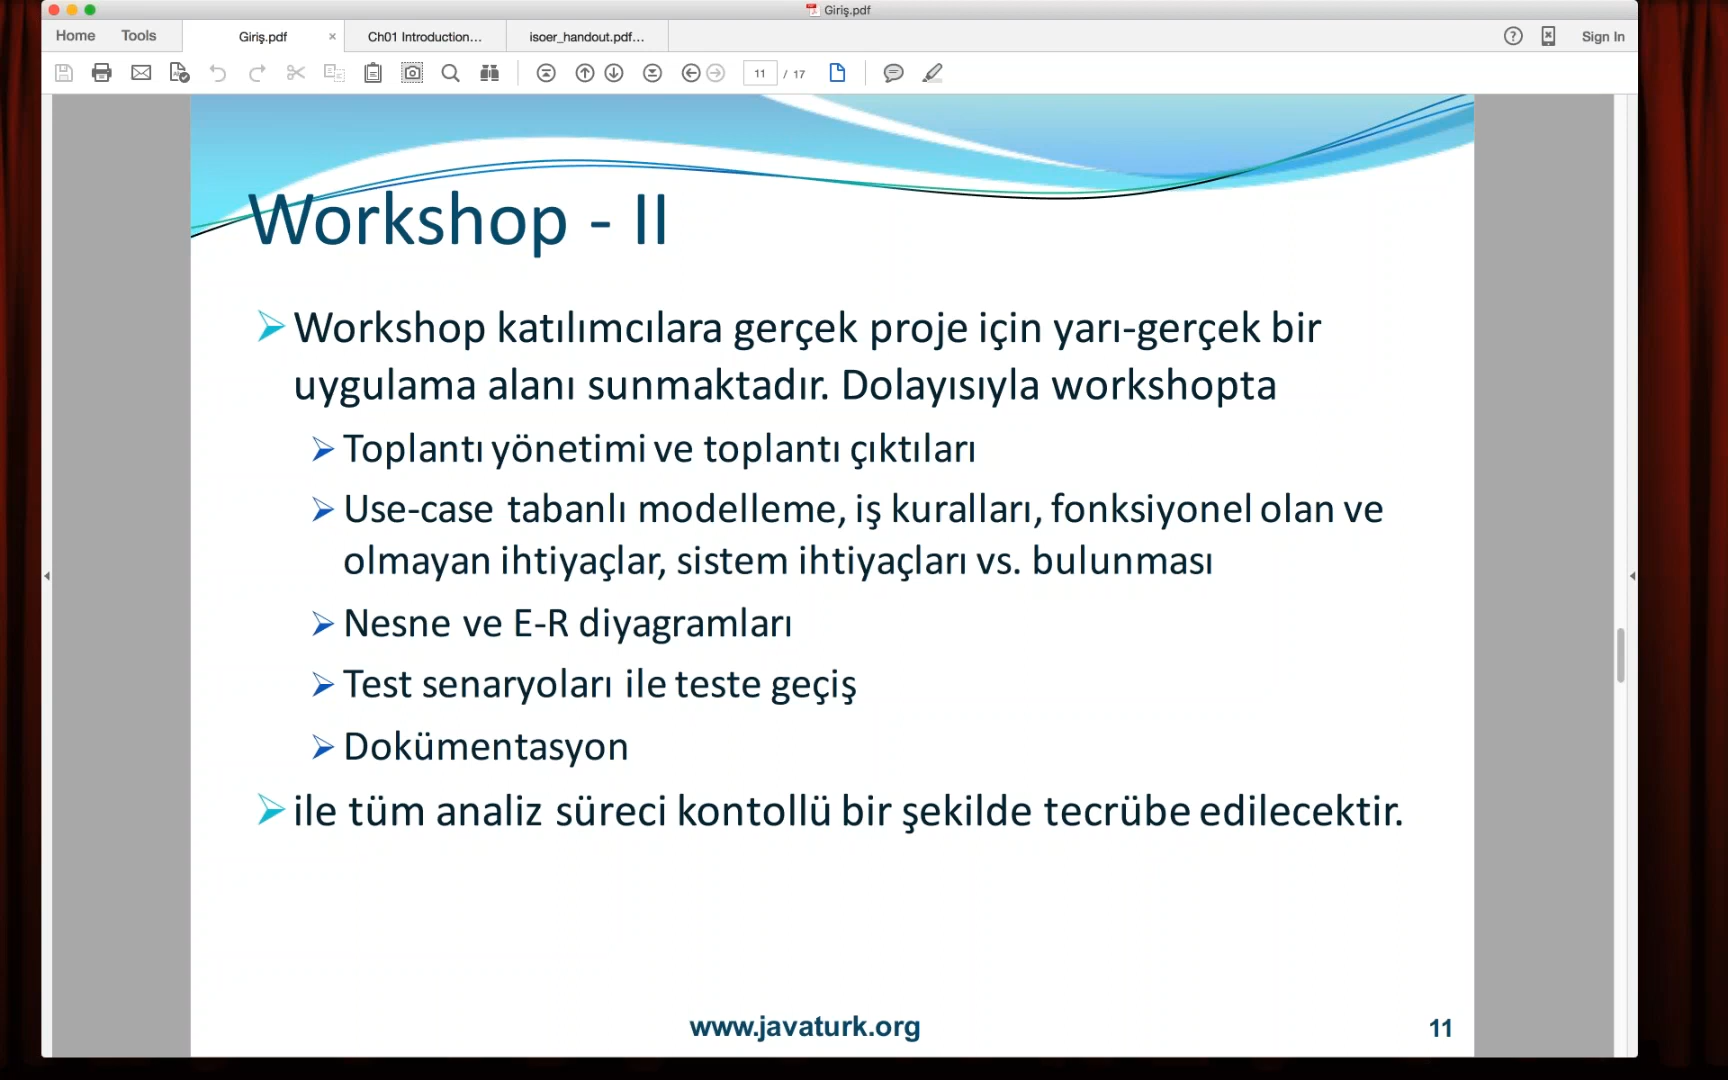 Giriş.pdf
Home Tools Giriş.pdf × Ch01 Introduction... isoer_handout.pdf... Sign In
11 / 17
Workshop - II
Workshop katılımcılara gerçek proje için yarı-gerçek bir
uygulama alanı sunmaktadır. Dolayısıyla workshopta
Toplantı yönetimi ve toplantı çıktıları
Use-case tabanlı modelleme, iş kuralları, fonksiyonel olan ve
olmayan ihtiyaçlar, sistem ihtiyaçları vs. bulunması
Nesne ve E-R diyagramları
Test senaryoları ile teste geçiş
Dokümentasyon
ile tüm analiz süreci kontollü bir şekilde tecrübe edilecektir.
www.javaturk.org 11